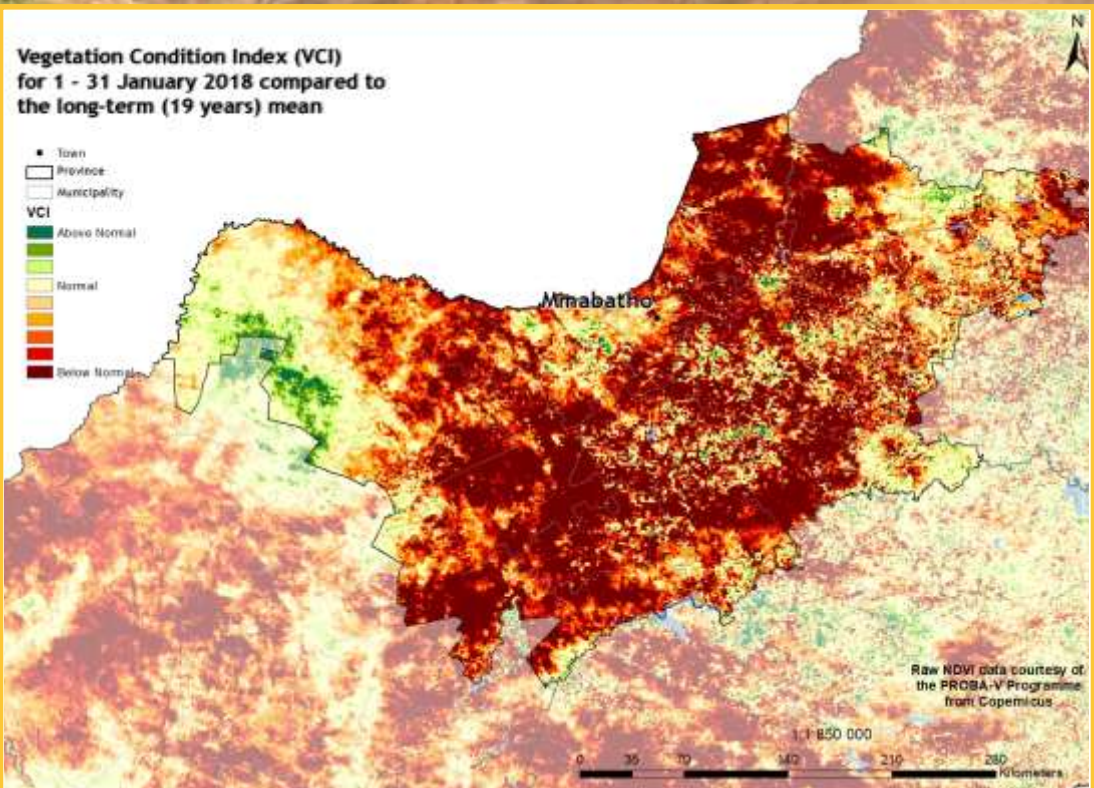 Vegetation Condition Index (VCI)
for 1 - 31 January 2018 compared to
the long-term (19 years) mean
N
Town
Province
Municipality
VCI
Above Normal
Normal
Below Normal
Mmabatho
Raw NDVI data courtesy of
the PROBA-V Programme
from Copernicus
1:1 850 000
0 35 70 140 210 280
Kilometers